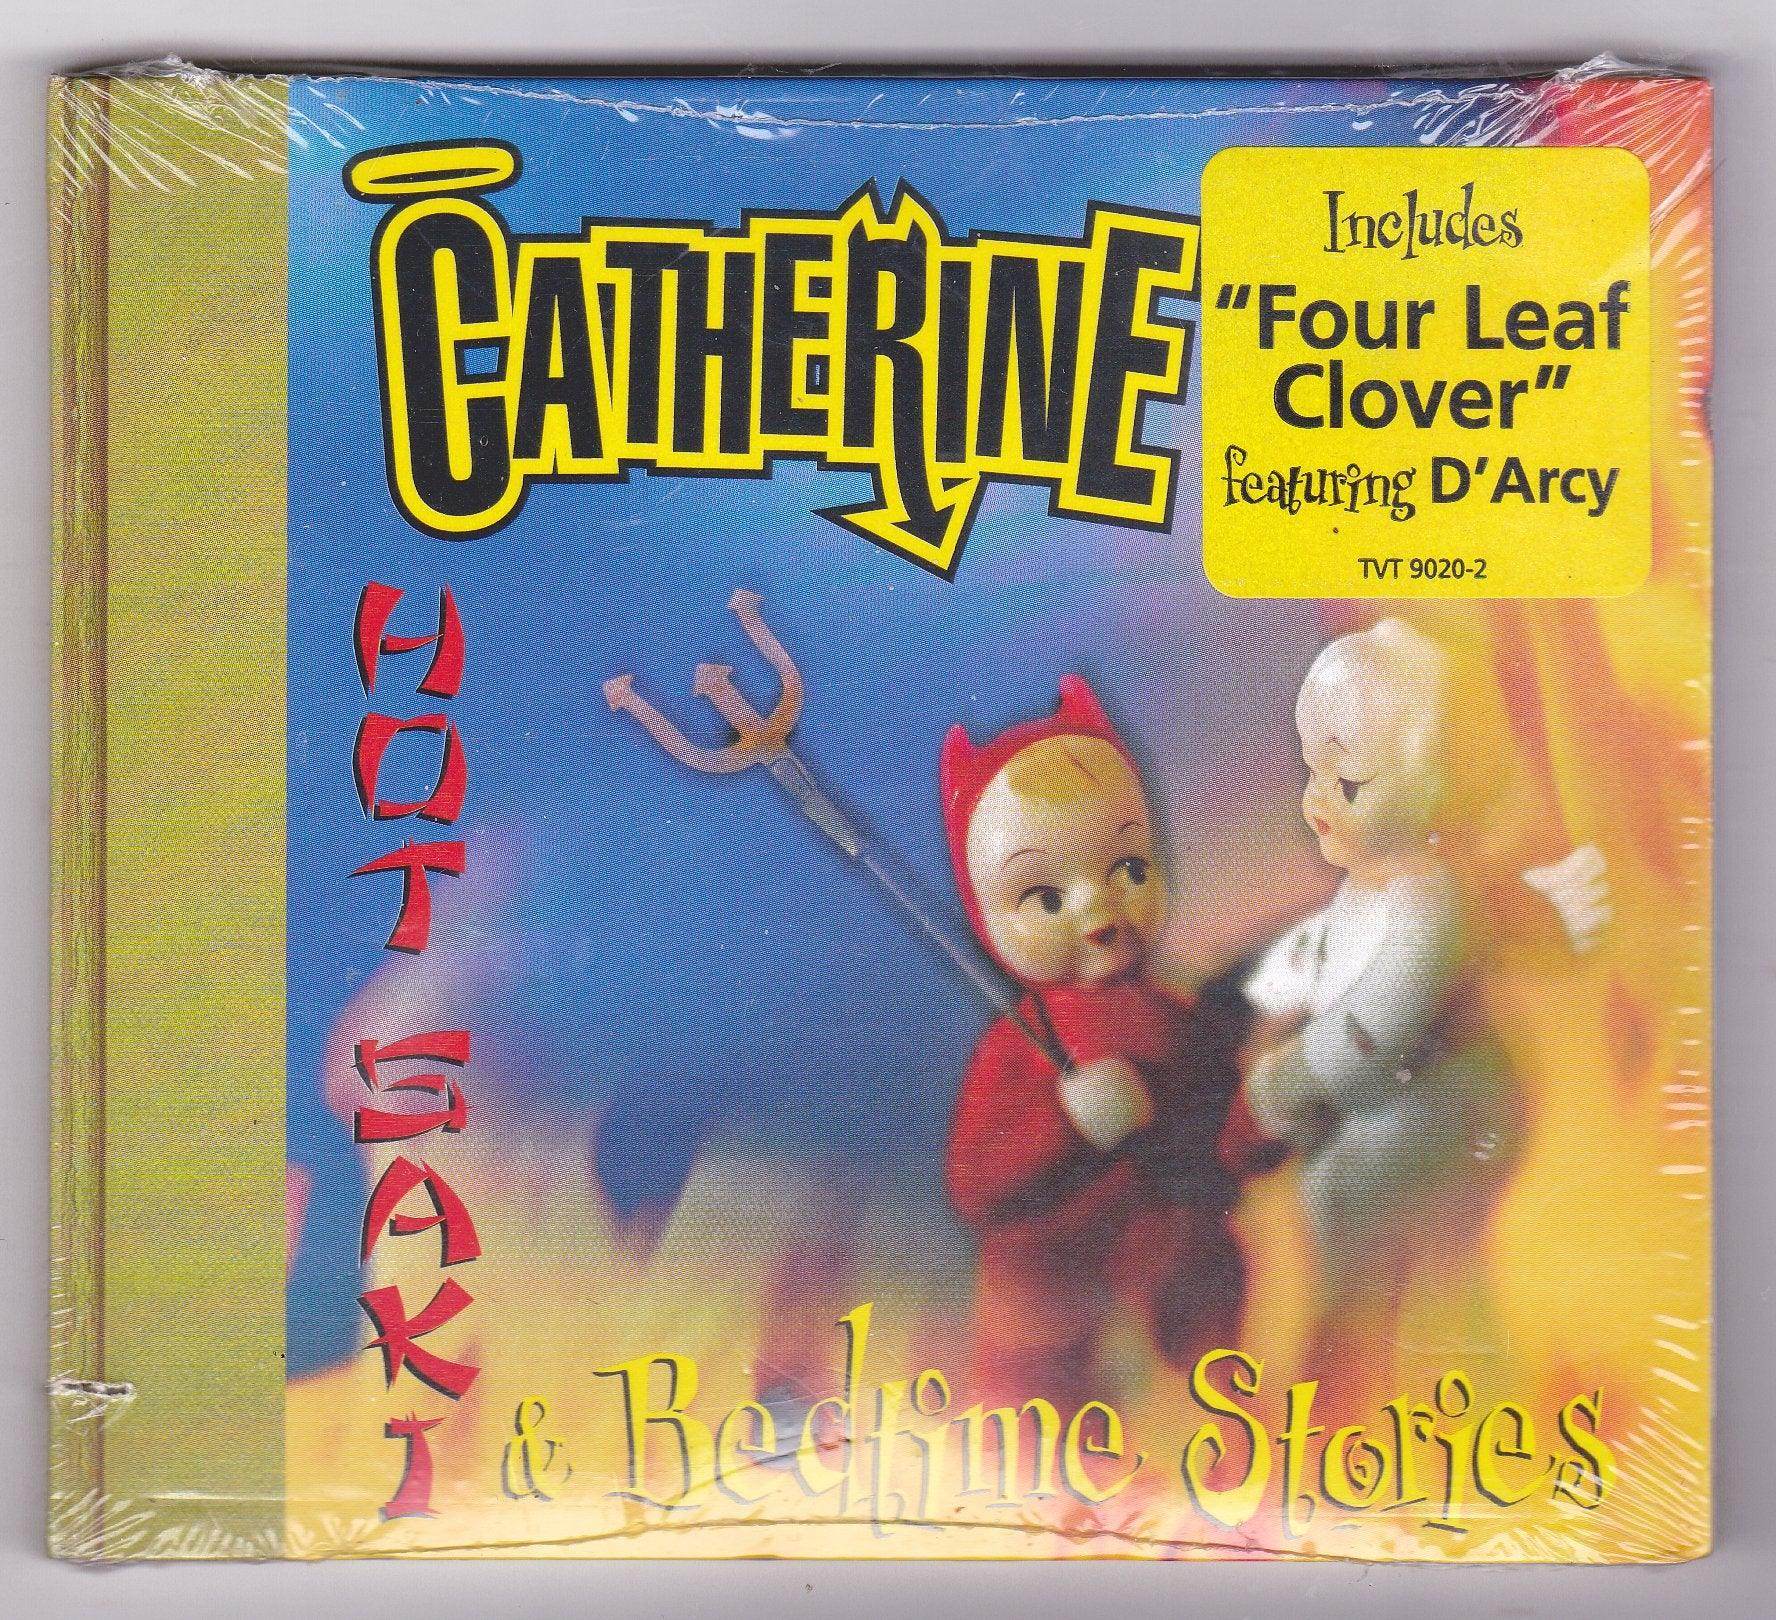 CATHERINE
Includes
"Four Leaf
Clover"
featuring D'Arcy
TVT 9020-2
HOT SAKI
& Bedtime Stories